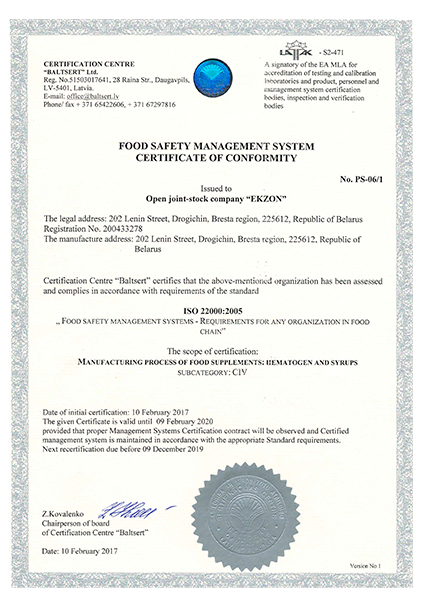 CERTIFICATION CENTRE
"BALTSERT" Ltd.
Reg. No.51503017641, 28 Raina Str., Daugavpils,
LV-5401, Latvia.
E-mail: office@baltsert.lv
Phone/ fax + 371 65422606, + 371 67297816
- S2-471
A signatory of the EA MLA for
accreditation of testing and calibration
laboratories and product, personnel and
management system certification
bodies, inspection and verification
bodies
FOOD SAFETY MANAGEMENT SYSTEM
CERTIFICATE OF CONFORMITY
No. PS-06/1
Issued to
Open joint-stock company "EKZON"
The legal address: 202 Lenin Street, Drogichin, Bresta region, 225612, Republic of Belarus
Registration No. 200433278
The manufacture address: 202 Lenin Street, Drogichin, Bresta region, 225612, Republic of
Belarus
Certification Centre "Baltsert" certifies that the above-mentioned organization has been assessed
and complies in accordance with requirements of the standard
ISO 22000:2005
„ FOOD SAFETY MANAGEMENT SYSTEMS - REQUIREMENTS FOR ANY ORGANIZATION IN FOOD
CHAIN"
The scope of certification:
MANUFACTURING PROCESS OF FOOD SUPPLEMENTS: HEMATOGEN AND SYRUPS
SUBCATEGORY: CIV
Date of initial certification: 10 February 2017
The given Certificate is valid until 09 February 2020
provided that proper Management Systems Certification contract will be observed and Certified
management system is maintained in accordance with the appropriate Standard requirements.
Next recertification due before 09 December 2019
Z.Kovalenko
Chairperson of board
of Certification Centre "Baltsert"
Date: 10 February 2017
Version No 1